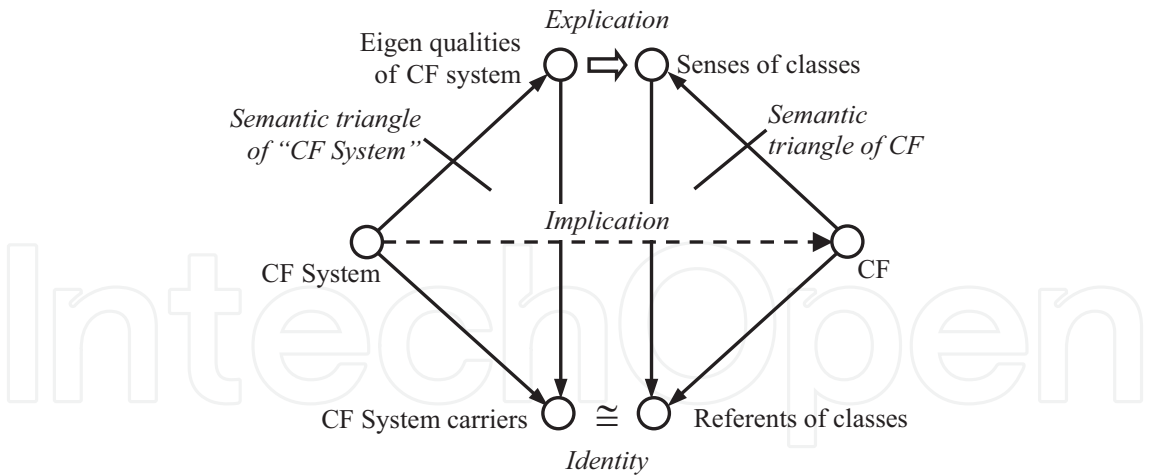 Explication
Eigen qualities
of CF system
Senses of classes
Semantic triangle
of “CF System”
Semantic
triangle of CF
Implication
CF System
CF
CF System carriers
≅
Referents of classes
Identity
IntechOpen